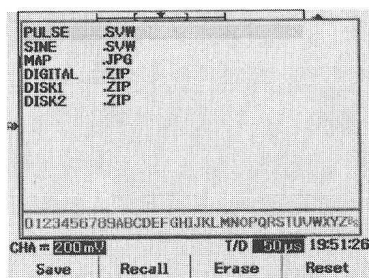 PULSE .SVW
SINE .SVW
MAP .JPG
DIGITAL .ZIP
DISK1 .ZIP
DISK2 .ZIP
0123456789ABCDEFGHIJKLMNOPQRSTUVWXYZ
CHA 200mV T/D 50µs 19:51:26
Save Recall Erase Reset